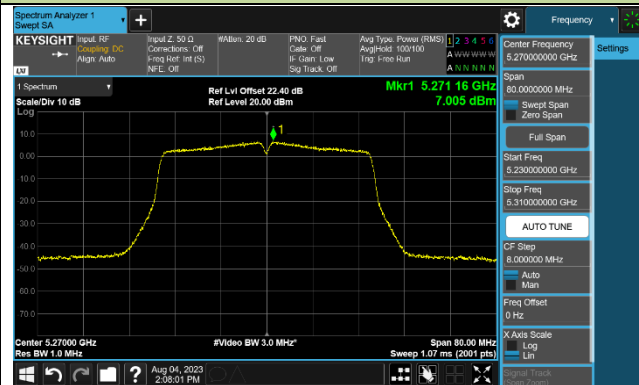 Spectrum Analyzer 1
Swept SA
Frequency
KEYSIGHT
Input: RF
Coupling: DC
Align: Auto
Input Z: 50 Ω
Corrections: Off
Freq Ref: Int (S)
NFE: Off
#Atten: 20 dB
PNO: Fast
Gate: Off
IF Gain: Low
Sig Track: Off
Avg Type: Power (RMS)
Avg|Hold: 100/100
Trig: Free Run
1 2 3 4 5 6
A W W W W W
A N N N N N
LXI
1 Spectrum
Scale/Div 10 dB
Log
Ref Lvl Offset 22.40 dB
Ref Level 20.00 dBm
Mkr1 5.271 16 GHz
7.005 dBm
1
10.0
0.00
-10.0
-20.0
-30.0
-40.0
-50.0
-60.0
-70.0
Center 5.27000 GHz
Res BW 1.0 MHz
#Video BW 3.0 MHz*
Span 80.00 MHz
Sweep 1.07 ms (2001 pts)
Settings
Center Frequency
5.270000000 GHz
Span
80.0000000 MHz
Swept Span
Zero Span
Full Span
Start Freq
5.230000000 GHz
Stop Freq
5.310000000 GHz
AUTO TUNE
CF Step
8.000000 MHz
Auto
Man
Freq Offset
0 Hz
X Axis Scale
Log
Lin
Signal Track
(Span Zoom)
?
Aug 04, 2023
2:08:01 PM